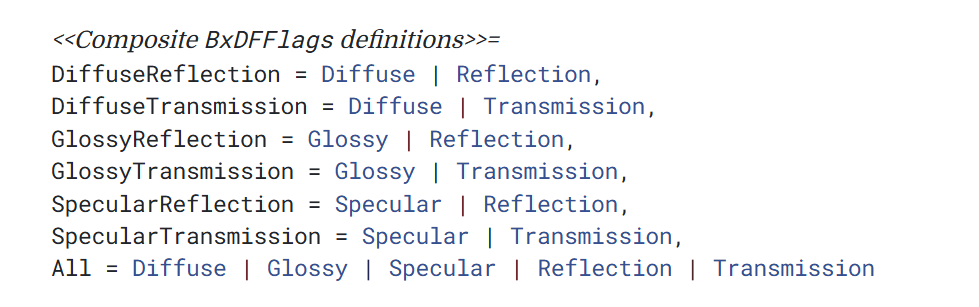 <<Composite BxDFFlags definitions>>=
DiffuseReflection = Diffuse | Reflection,
DiffuseTransmission = Diffuse | Transmission,
GlossyReflection = Glossy | Reflection,
GlossyTransmission = Glossy | Transmission,
SpecularReflection = Specular | Reflection,
SpecularTransmission = Specular | Transmission,
All = Diffuse | Glossy | Specular | Reflection | Transmission